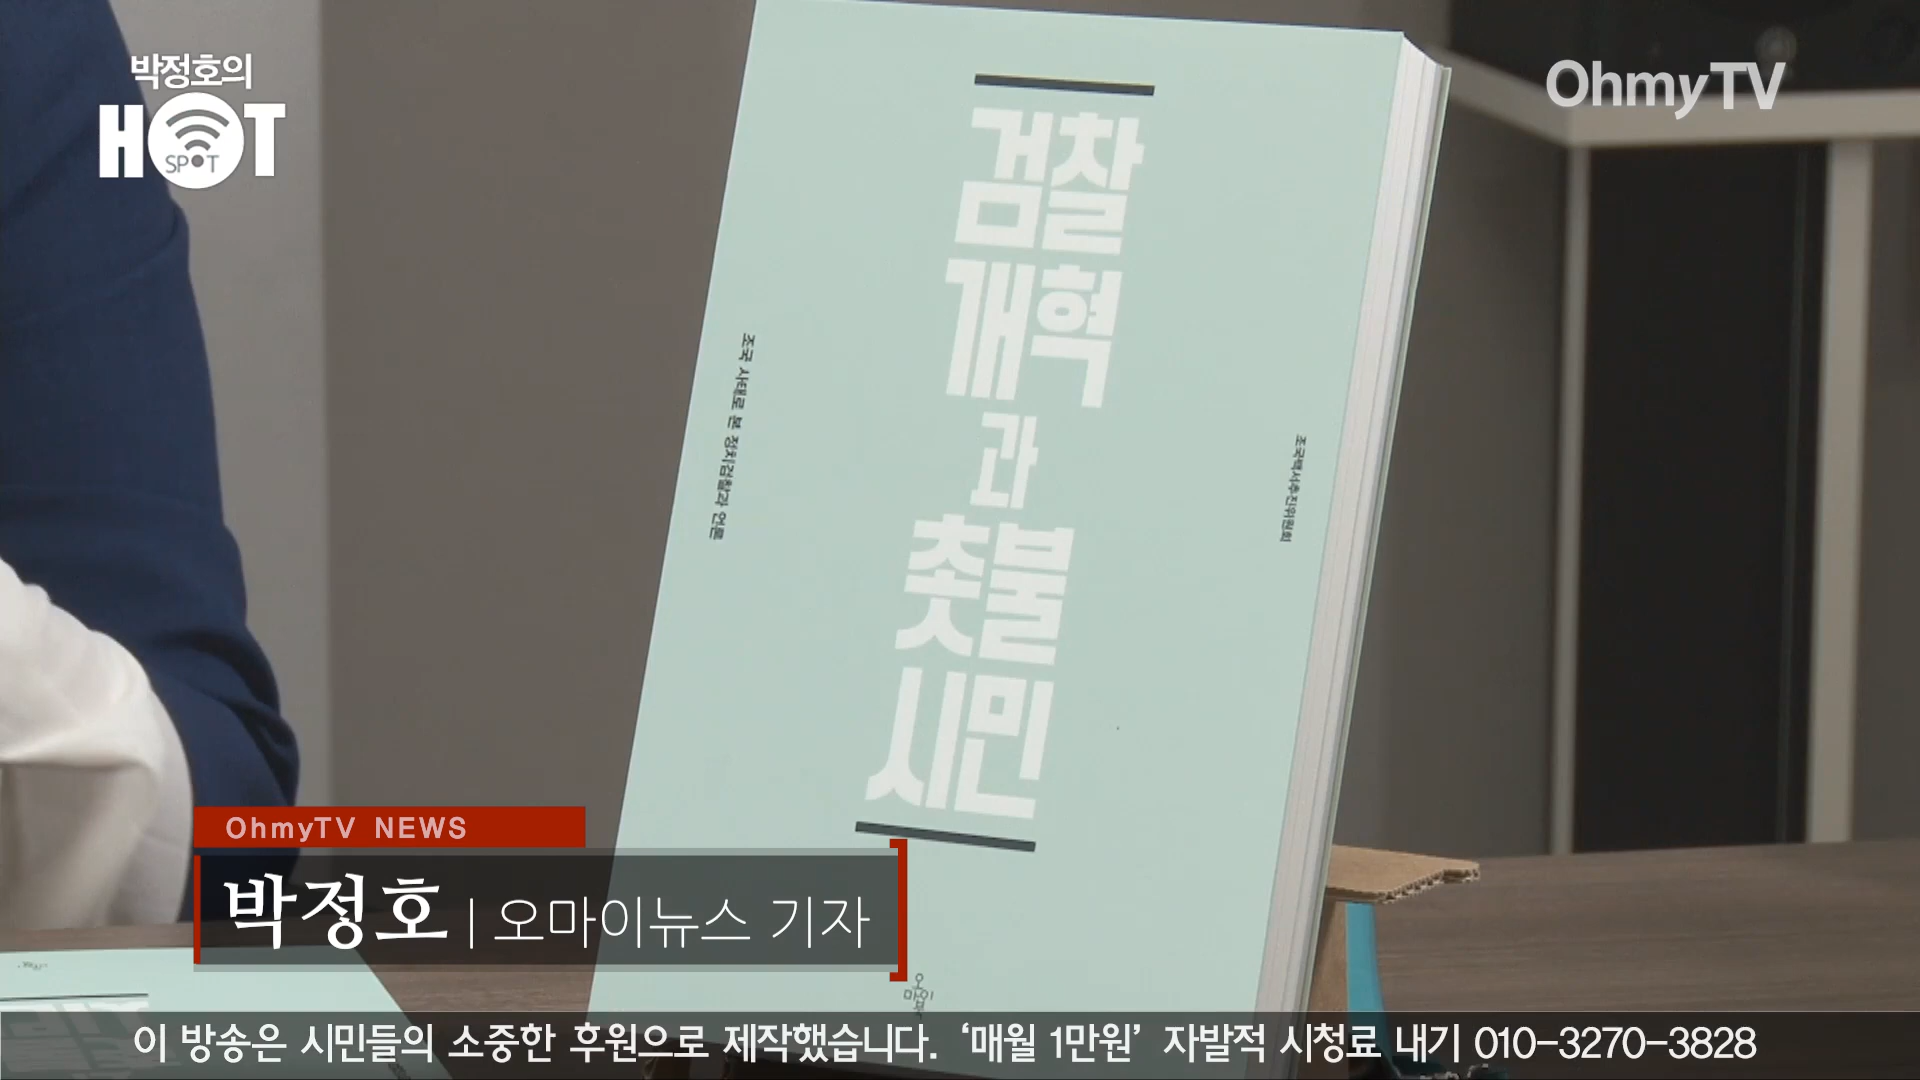 박정호의
HOT
SPOT
OhmyTV
검찰
개혁
과
촛불
시민
조국 사태로 본 정치검찰과 언론
조국백서추진위원회
오마이북
OhmyTV NEWS
박정호 | 오마이뉴스 기자
이 방송은 시민들의 소중한 후원으로 제작했습니다. ‘매월 1만원’ 자발적 시청료 내기 010-3270-3828